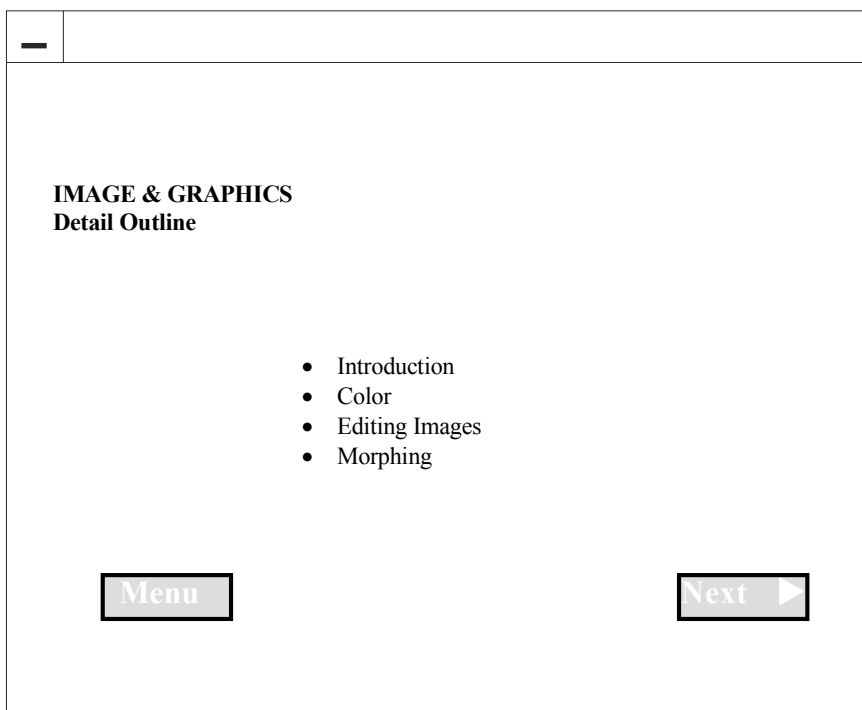 IMAGE & GRAPHICS
Detail Outline
• Introduction
• Color
• Editing Images
• Morphing
Menu
Next